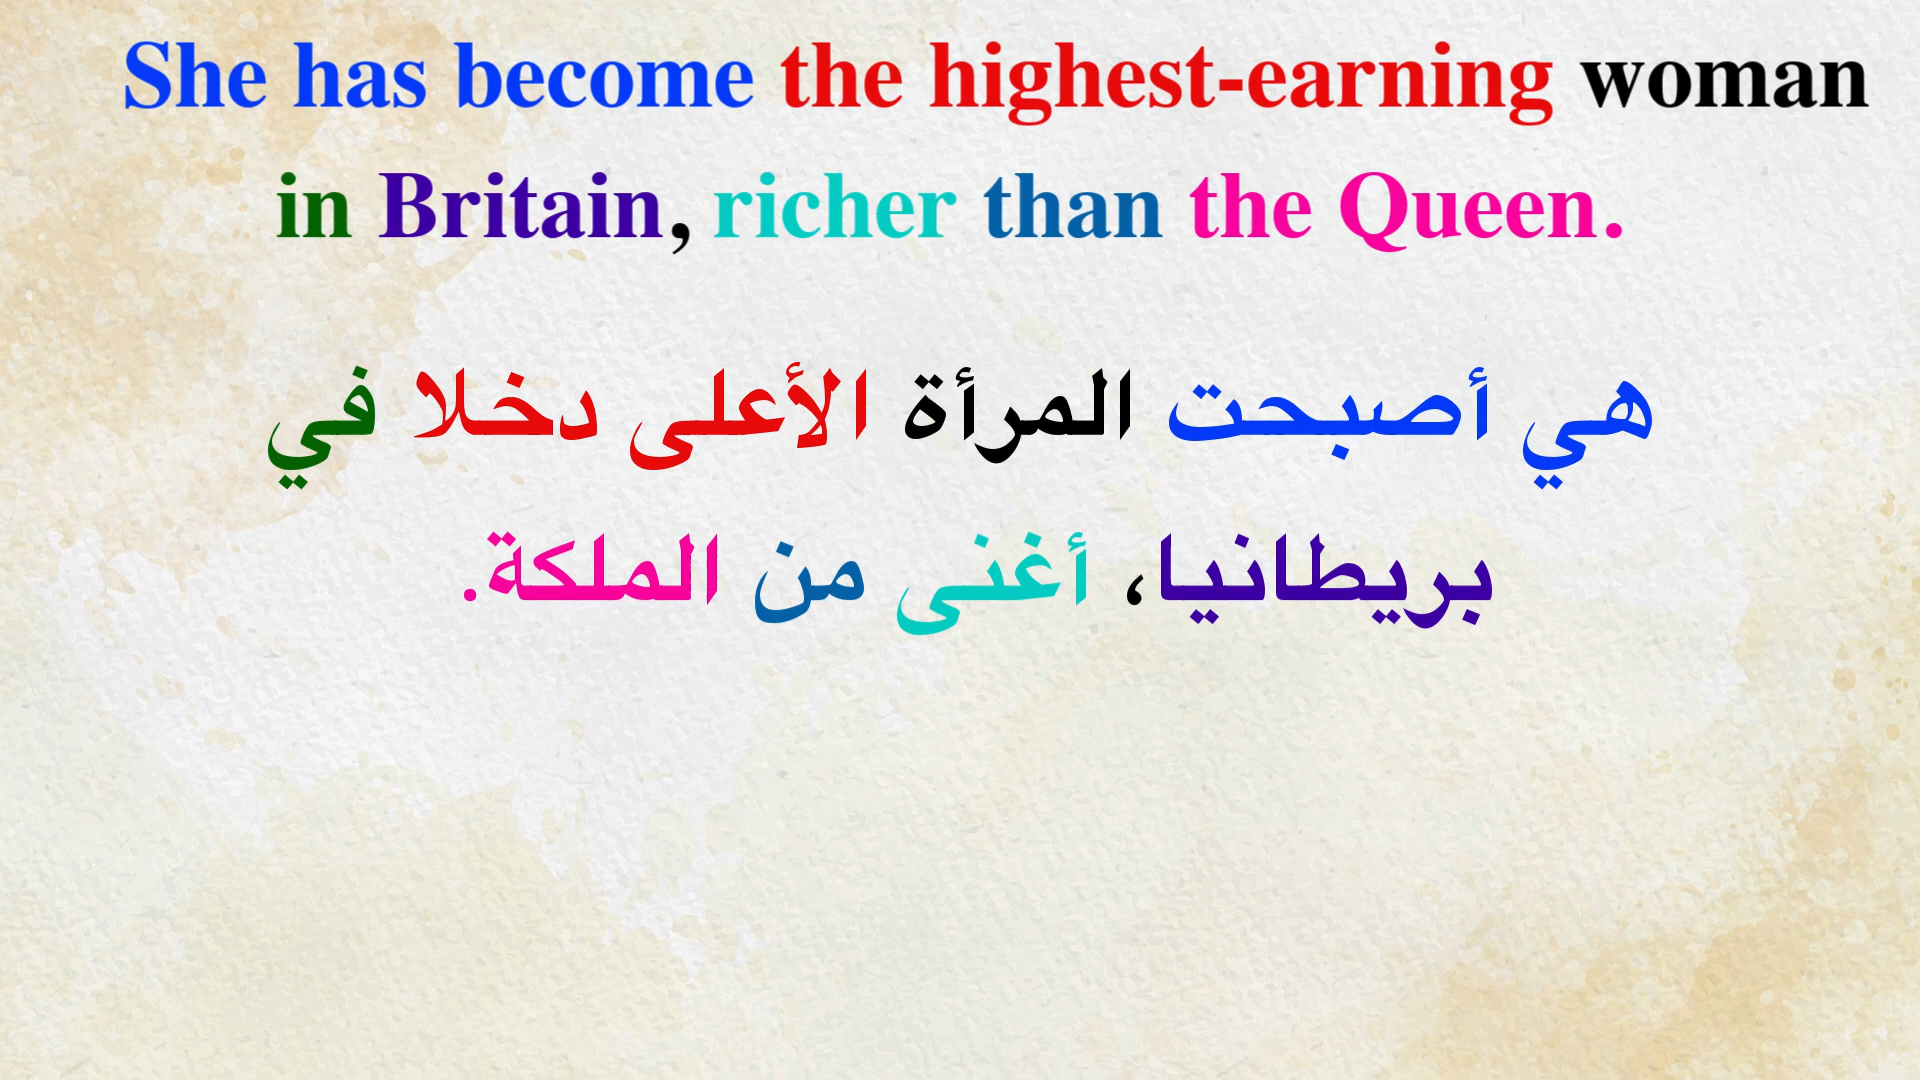 She has become the highest-earning woman
in Britain, richer than the Queen.
هي أصبحت المرأة الأعلى دخلا في
بريطانيا، أغنى من الملكة.